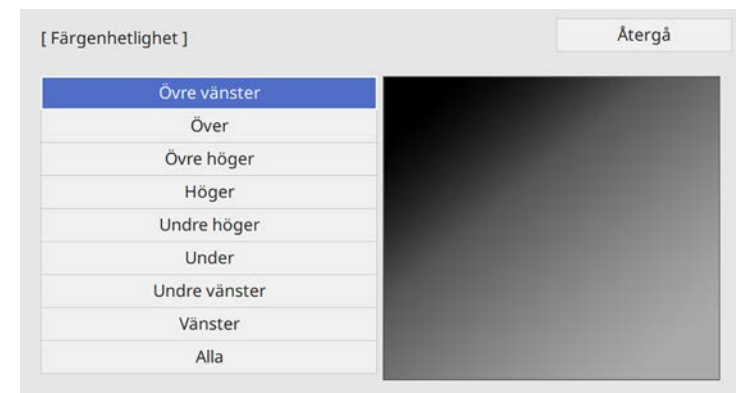 [ Färgenhetlighet ]
Återgå
Övre vänster
Över
Övre höger
Höger
Undre höger
Under
Undre vänster
Vänster
Alla